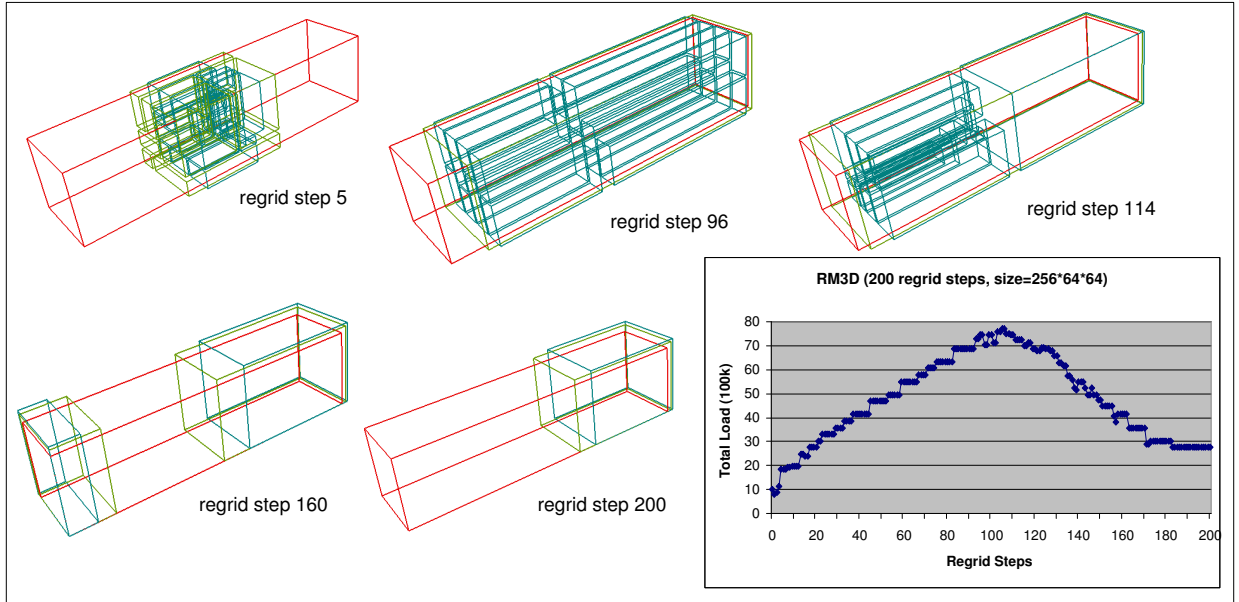 regrid step 5
regrid step 96
regrid step 114
regrid step 160
regrid step 200
RM3D (200 regrid steps, size=256*64*64)
Total Load (100k)
80
70
60
50
40
30
20
10
0
0 20 40 60 80 100 120 140 160 180 200
Regrid Steps